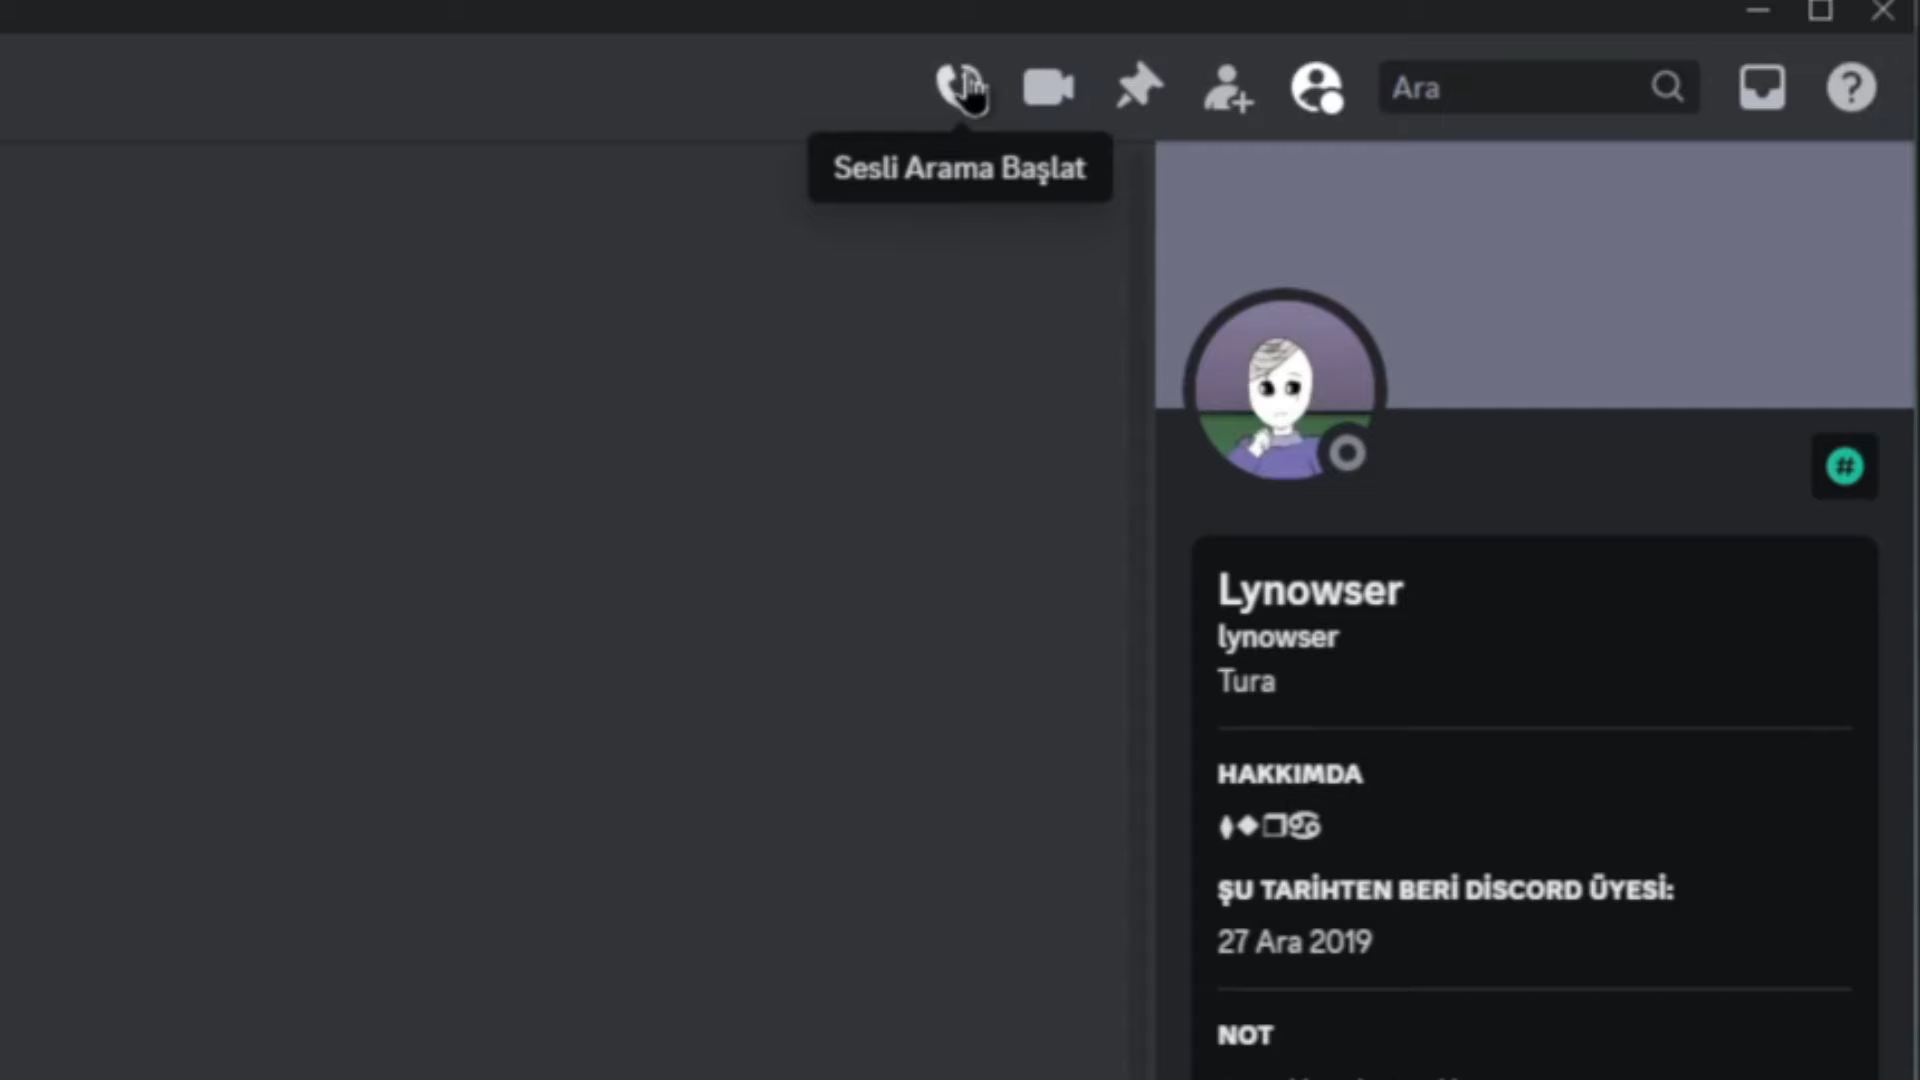 Ara
Sesli Arama Başlat
Lynowser
lynowser
Tura
HAKKIMDA
⧫◆❒♋
ŞU TARİHTEN BERİ DİSCORD ÜYESİ:
27 Ara 2019
NOT